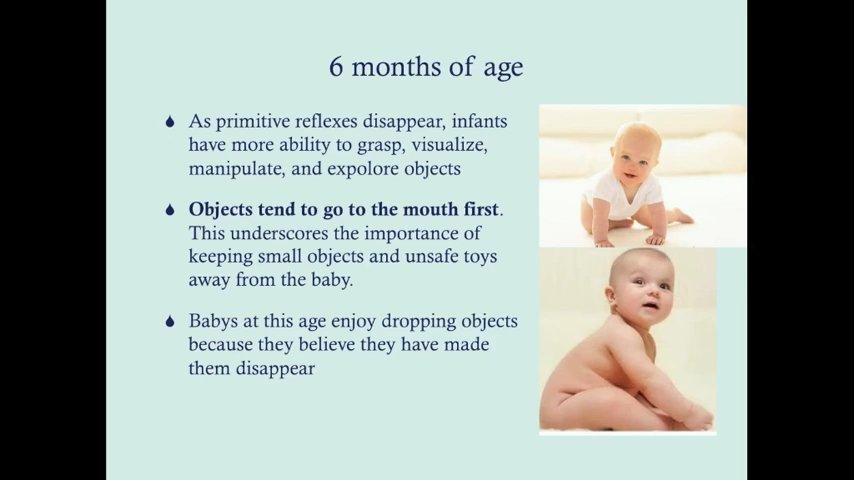 6 months of age
As primitive reflexes disappear, infants
have more ability to grasp, visualize,
manipulate, and expolore objects
Objects tend to go to the mouth first.
This underscores the importance of
keeping small objects and unsafe toys
away from the baby.
Babys at this age enjoy dropping objects
because they believe they have made
them disappear